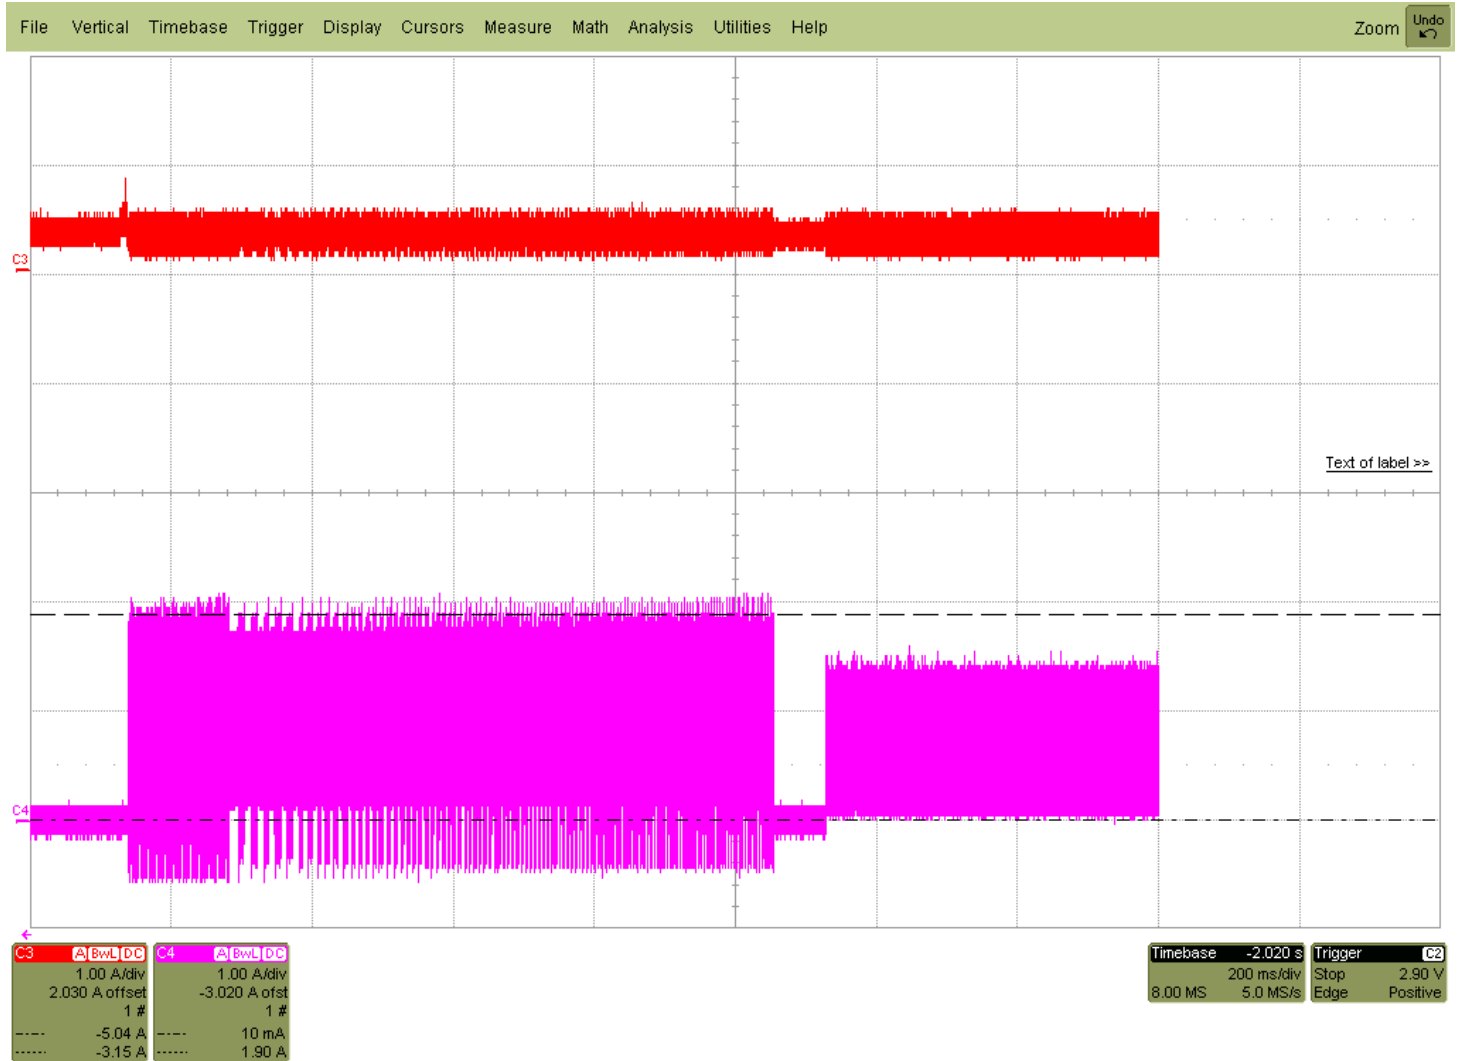 File Vertical Timebase Trigger Display Cursors Measure Math Analysis Utilities Help Zoom Undo
C3
Text of label >>
C4
C3 A BwL DC
1.00 A/div
2.030 A offset
1 #
-5.04 A
-3.15 A
C4 A BwL DC
1.00 A/div
-3.020 A ofst
1 #
10 mA
1.90 A
Timebase -2.020 s
200 ms/div
8.00 MS 5.0 MS/s
Trigger C2
Stop 2.90 V
Edge Positive